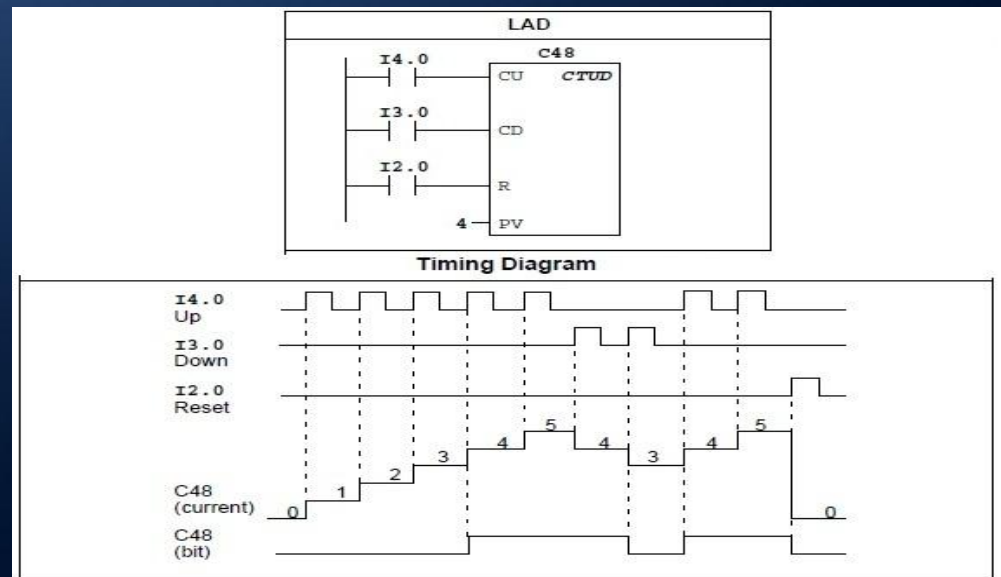 LAD
C48
I4.0
CU CTUD
I3.0
CD
I2.0
R
4 PV
Timing Diagram
I4.0
Up
I3.0
Down
I2.0
Reset
5
4 4 4
3 3
2
1
C48
(current) 0 0
5
C48
(bit)